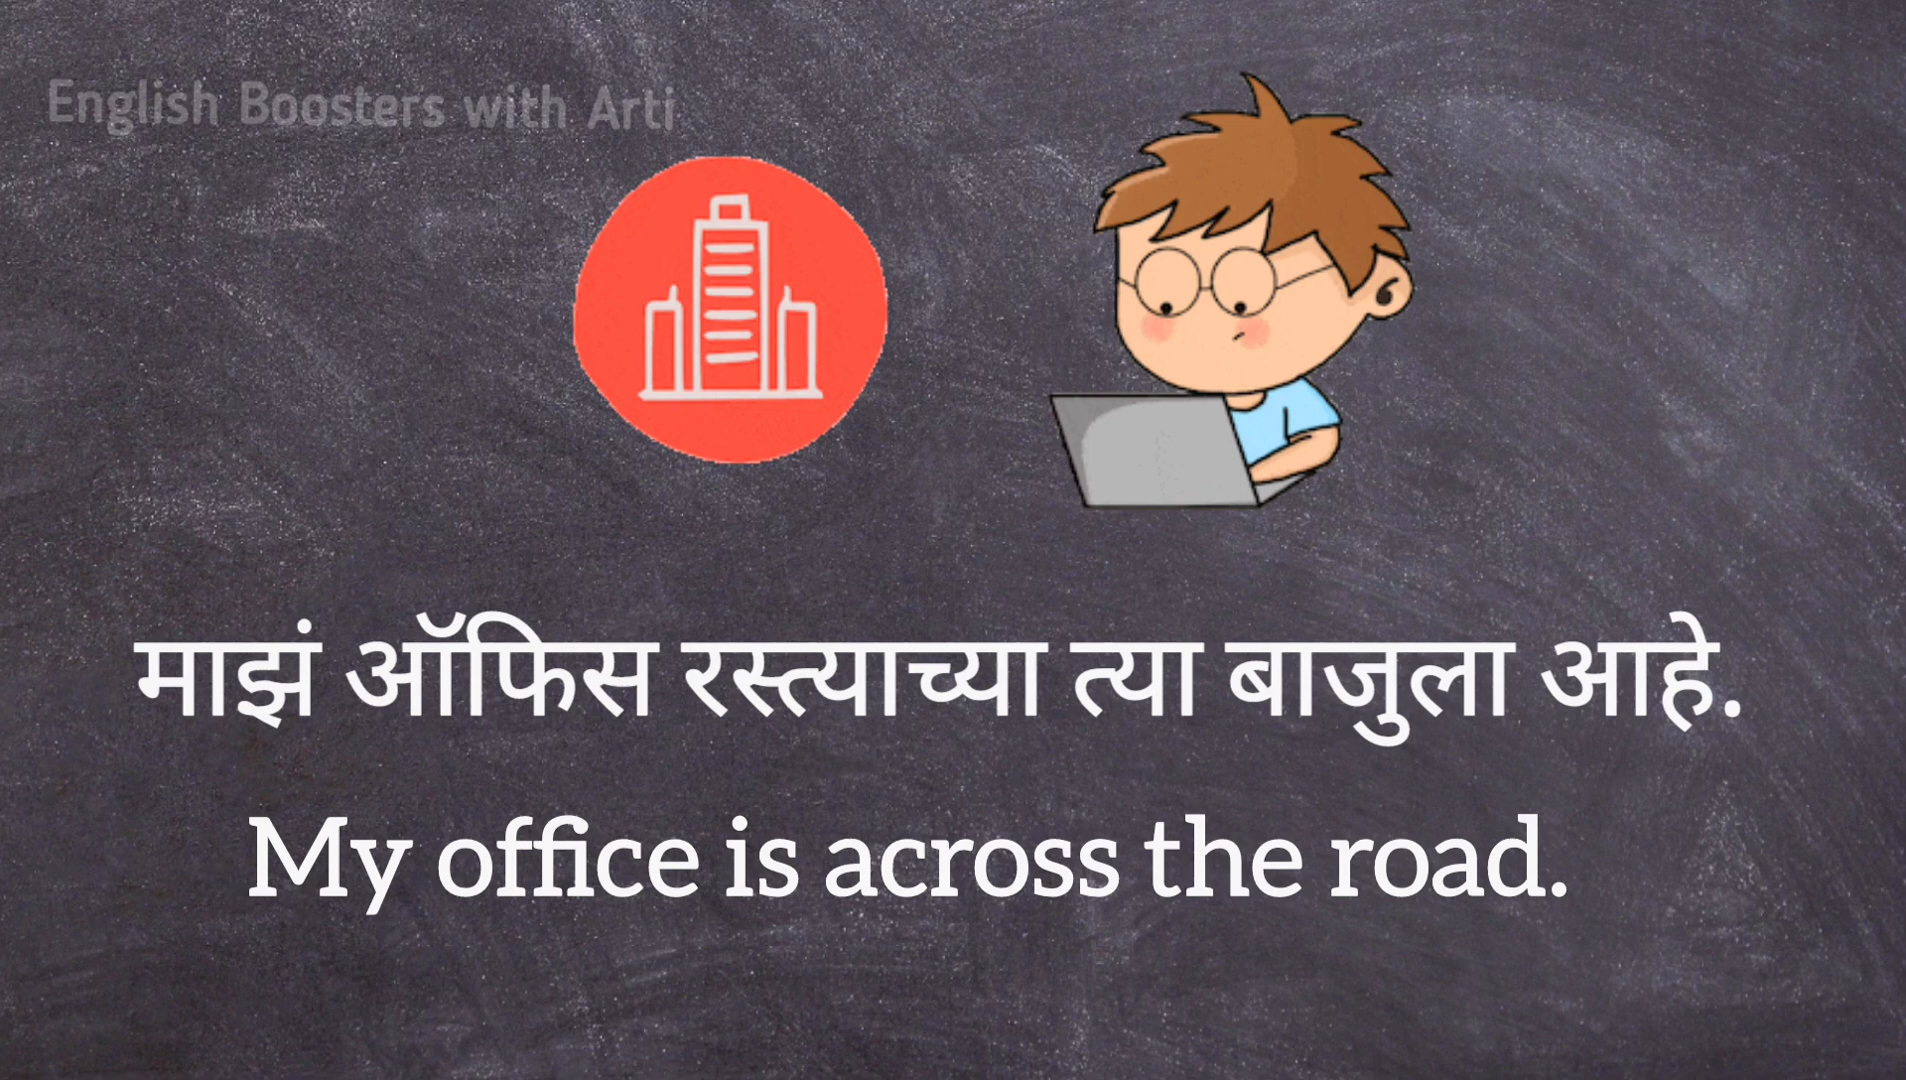 English Boosters with Arti
माझं ऑफिस रस्त्याच्या त्या बाजुला आहे.
My office is across the road.